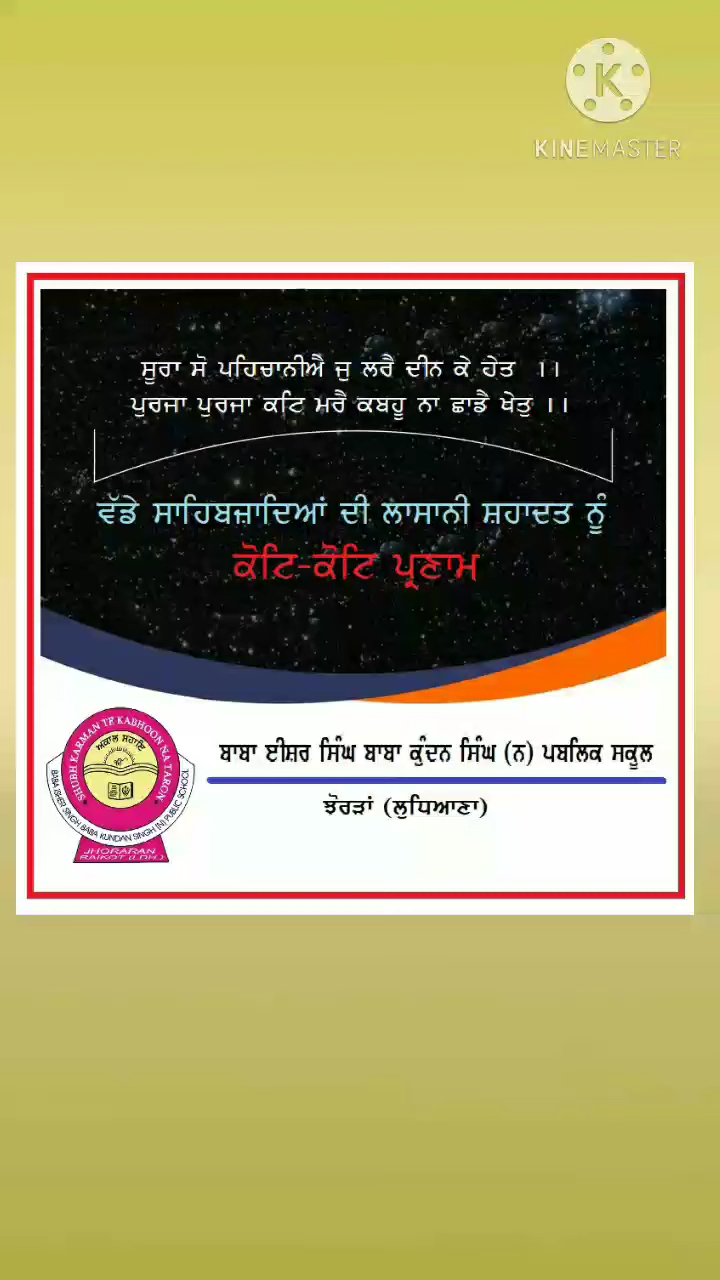 KINEMASTER
ਸੂਰਾ ਸੋ ਪਹਿਚਾਨੀਐ ਜੁ ਲਰੈ ਦੀਨ ਕੇ ਹੇਤ ।।
ਪੁਰਜਾ ਪੁਰਜਾ ਕਟਿ ਮਰੈ ਕਬਹੂ ਨਾ ਛਾਡੈ ਖੇਤੁ ।।
ਵੱਡੇ ਸਾਹਿਬਜ਼ਾਦਿਆਂ ਦੀ ਲਾਸਾਨੀ ਸ਼ਹਾਦਤ ਨੂੰ
ਕੋਟਿ-ਕੋਟਿ ਪ੍ਰਣਾਮ
SHUBH KARMAN TE KABHOON NA TARON
ਅਕਾਲ ਸਹਾਇ
BABA ISHER SINGH BABA KUNDAN SINGH (N) PUBLIC SCHOOL
JHORARAN
RAIKOT (LDH.)
ਬਾਬਾ ਈਸ਼ਰ ਸਿੰਘ ਬਾਬਾ ਕੁੰਦਨ ਸਿੰਘ (ਨ) ਪਬਲਿਕ ਸਕੂਲ
ਝੋਰੜਾਂ (ਲੁਧਿਆਣਾ)